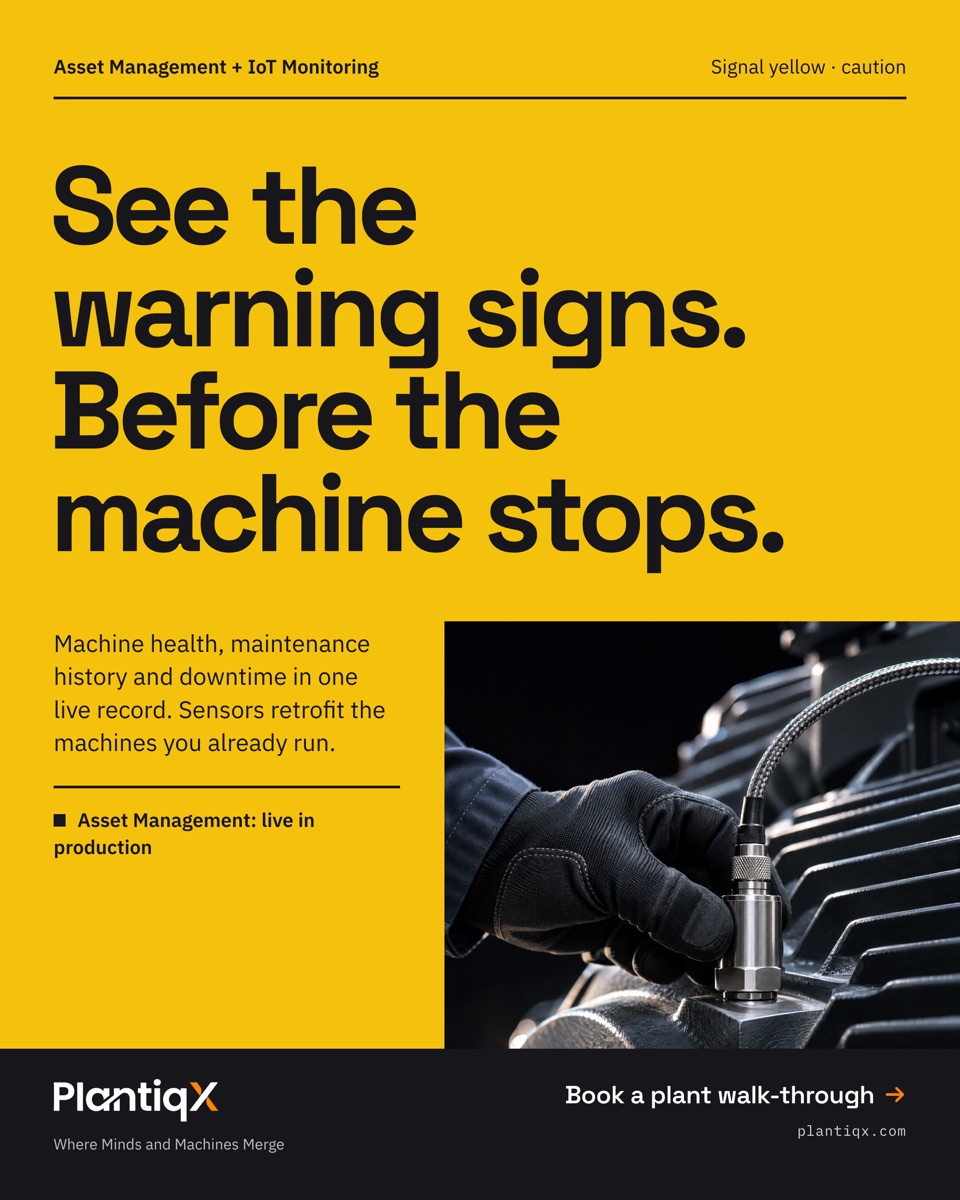 Asset Management + IoT Monitoring
Signal yellow · caution
See the
warning signs.
Before the
machine stops.
Machine health, maintenance
history and downtime in one
live record. Sensors retrofit the
machines you already run.
■ Asset Management: live in
production
PlantiqX
Where Minds and Machines Merge
Book a plant walk-through →
plantiqx.com